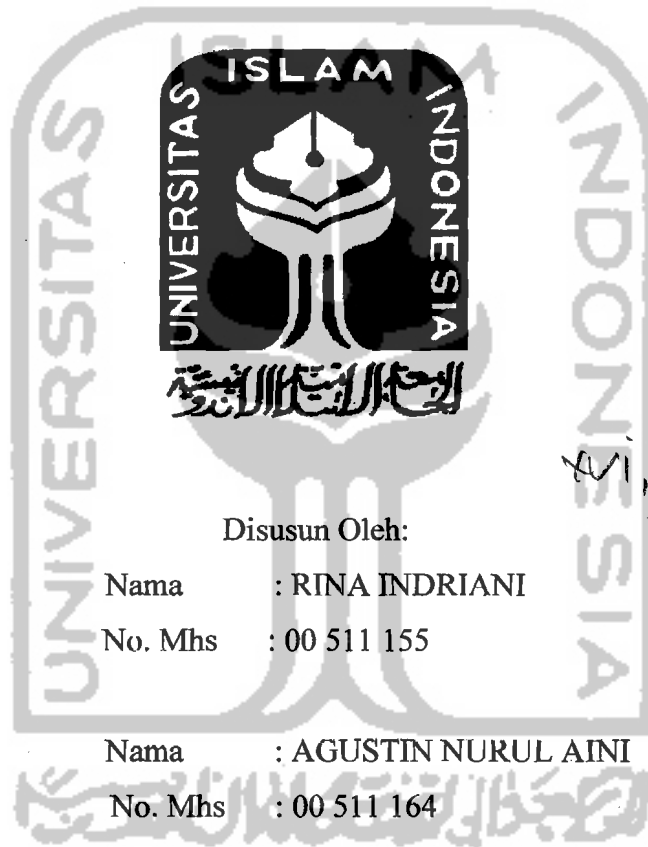 ISLAM
UNIVERSITAS
INDONESIA
Disusun Oleh:
Nama : RINA INDRIANI
No. Mhs : 00 511 155
Nama : AGUSTIN NURUL AINI
No. Mhs : 00 511 164